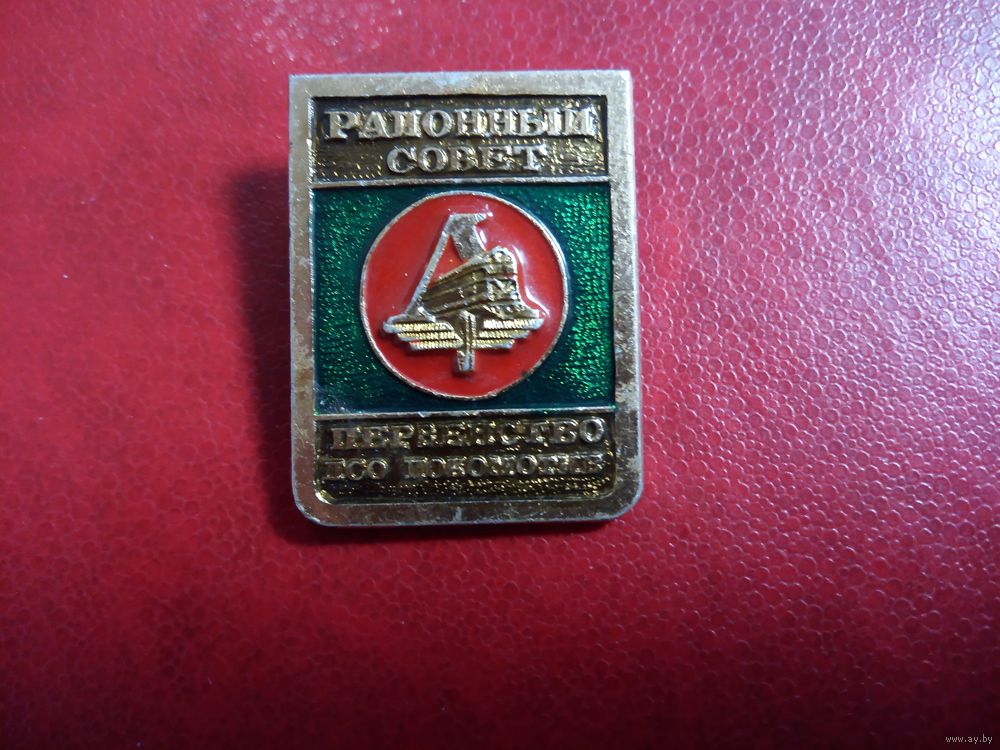 РАЙОННЫЙ
СОВЕТ
Л
ПЕРВЕНСТВО
ДСО ЛОКОМОТИВ
www.ay.by